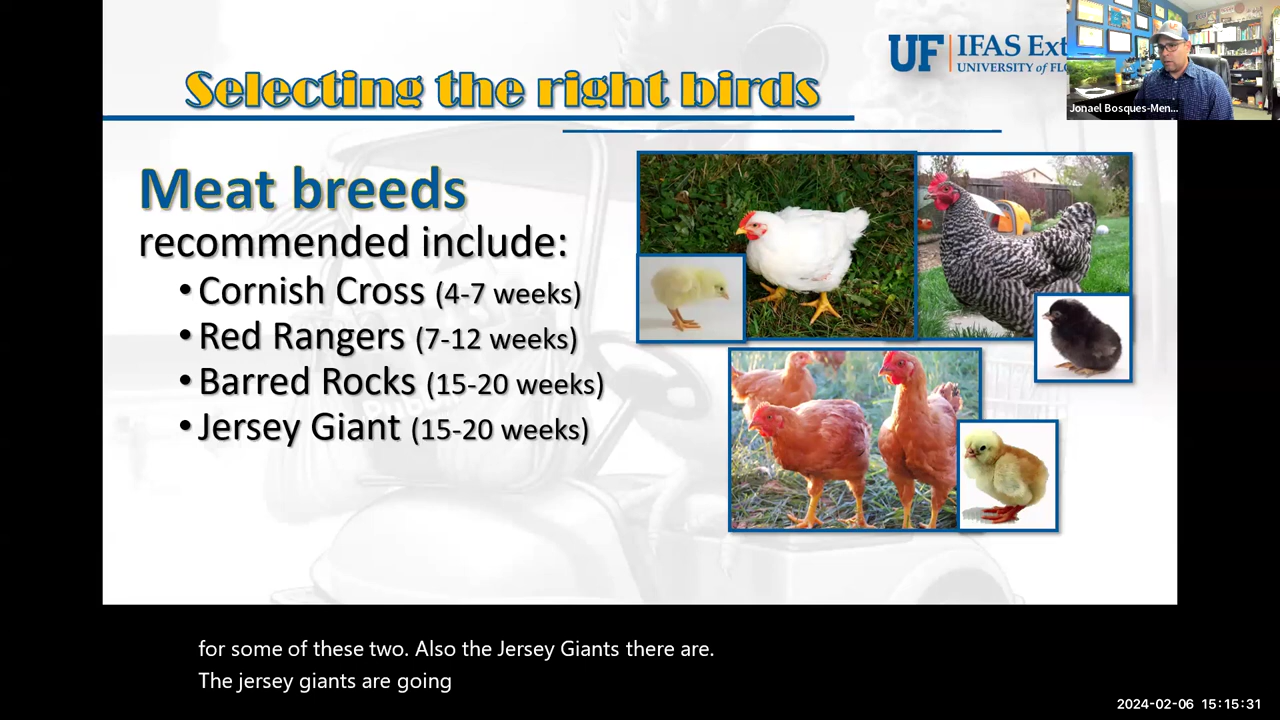 UF IFAS Ext
UNIVERSITY of FLO
Jonael Bosques-Men...
Selecting the right birds
Meat breeds
recommended include:
• Cornish Cross (4-7 weeks)
• Red Rangers (7-12 weeks)
• Barred Rocks (15-20 weeks)
• Jersey Giant (15-20 weeks)
for some of these two. Also the Jersey Giants there are.
The jersey giants are going
2024-02-06 15:15:31